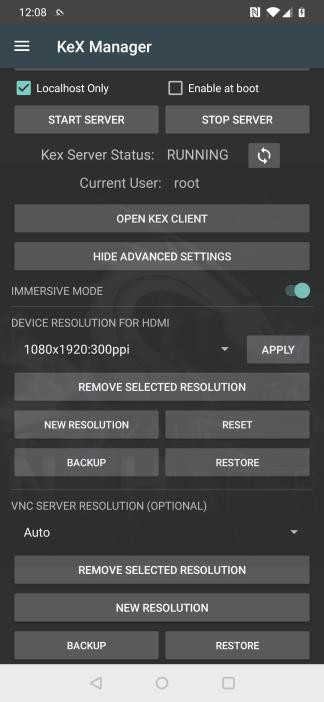 12:08
KeX Manager
Localhost Only Enable at boot
START SERVER STOP SERVER
Kex Server Status: RUNNING
Current User: root
OPEN KEX CLIENT
HIDE ADVANCED SETTINGS
IMMERSIVE MODE
DEVICE RESOLUTION FOR HDMI
1080x1920:300ppi APPLY
REMOVE SELECTED RESOLUTION
NEW RESOLUTION RESET
BACKUP RESTORE
VNC SERVER RESOLUTION (OPTIONAL)
Auto
REMOVE SELECTED RESOLUTION
NEW RESOLUTION
BACKUP RESTORE